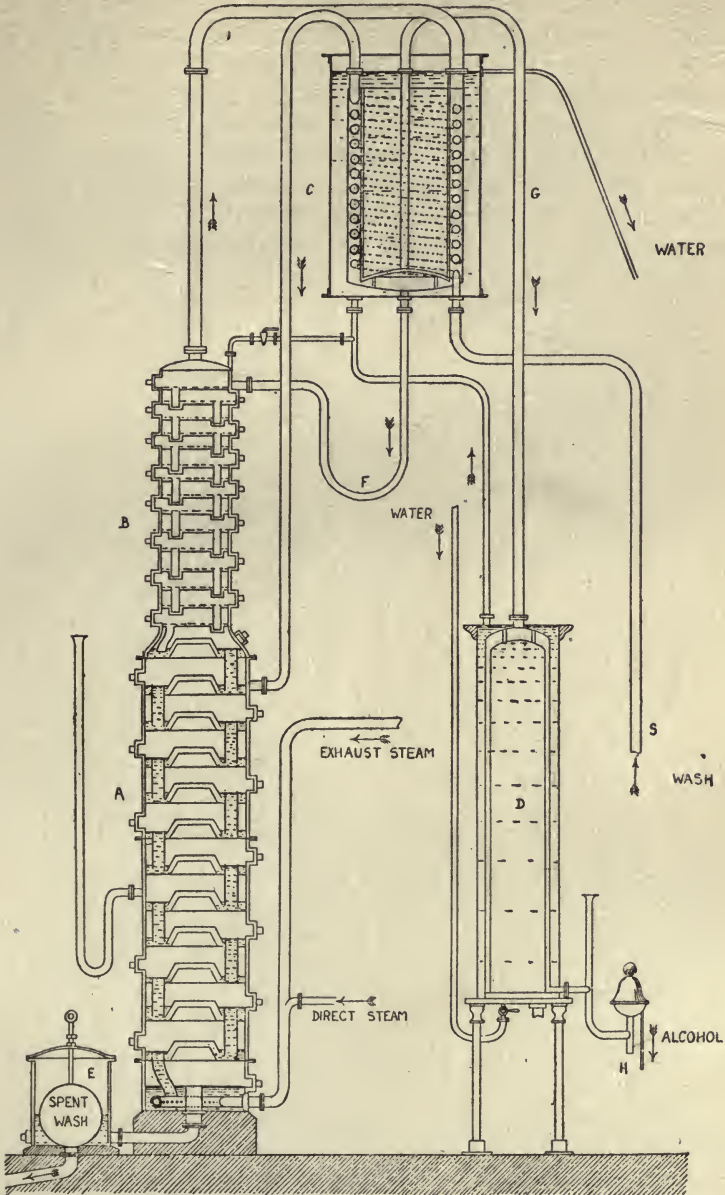 C
G
WATER
F
WATER
B
EXHAUST STEAM
S
WASH
A
D
DIRECT STEAM
ALCOHOL
H
E
SPENT
WASH